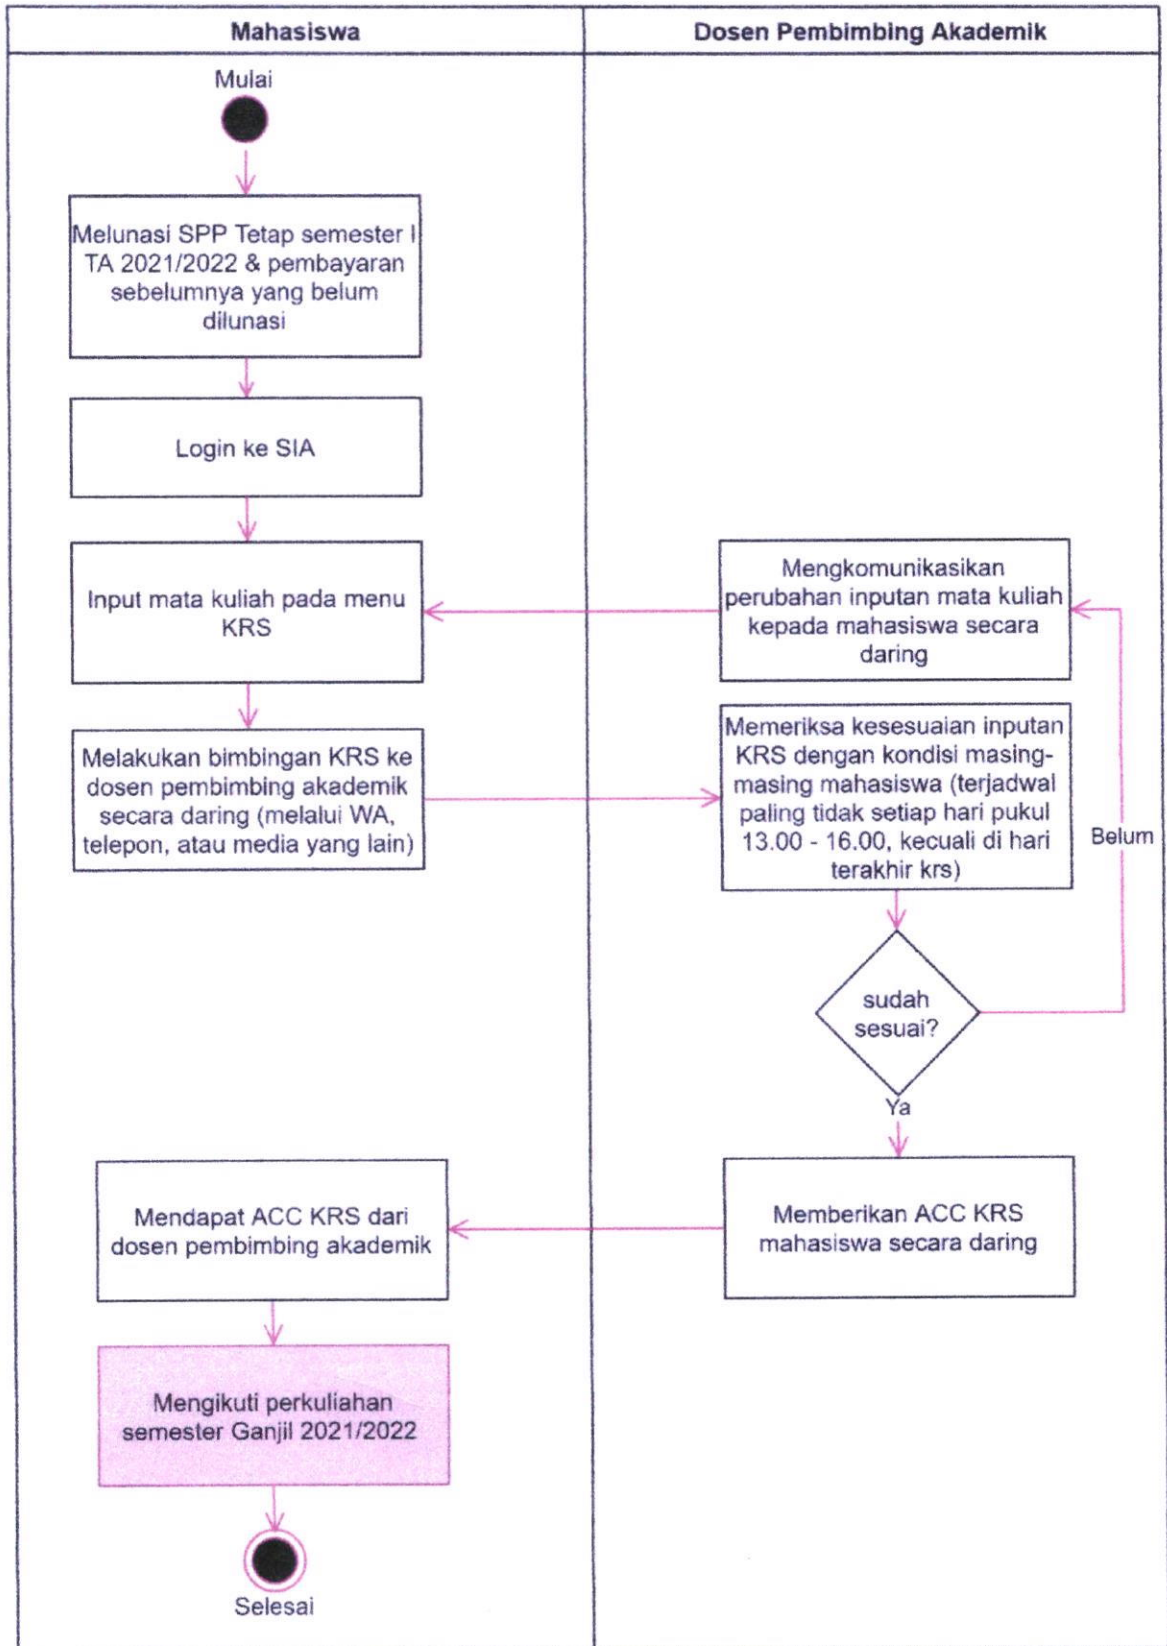 Mahasiswa
Dosen Pembimbing Akademik
Mulai
Melunasi SPP Tetap semester I
TA 2021/2022 & pembayaran
sebelumnya yang belum
dilunasi
Login ke SIA
Input mata kuliah pada menu
KRS
Mengkomunikasikan
perubahan inputan mata kuliah
kepada mahasiswa secara
daring
Melakukan bimbingan KRS ke
dosen pembimbing akademik
secara daring (melalui WA,
telepon, atau media yang lain)
Memeriksa kesesuaian inputan
KRS dengan kondisi masing-
masing mahasiswa (terjadwal
paling tidak setiap hari pukul
13.00 - 16.00, kecuali di hari
terakhir krs)
Belum
sudah
sesuai?
Ya
Memberikan ACC KRS
mahasiswa secara daring
Mendapat ACC KRS dari
dosen pembimbing akademik
Mengikuti perkuliahan
semester Ganjil 2021/2022
Selesai